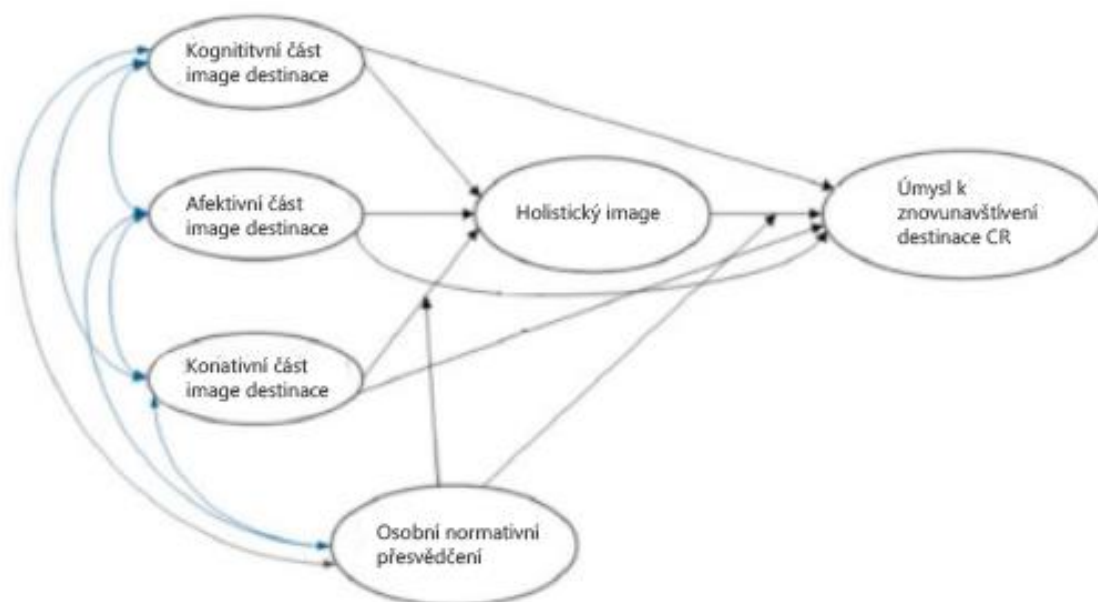 Kognititvní část
image destinace
Afektivní část
image destinace
Holistický image
Úmysl k
znovunavštívení
destinace CR
Konativní část
image destinace
Osobní normativní
přesvědčení